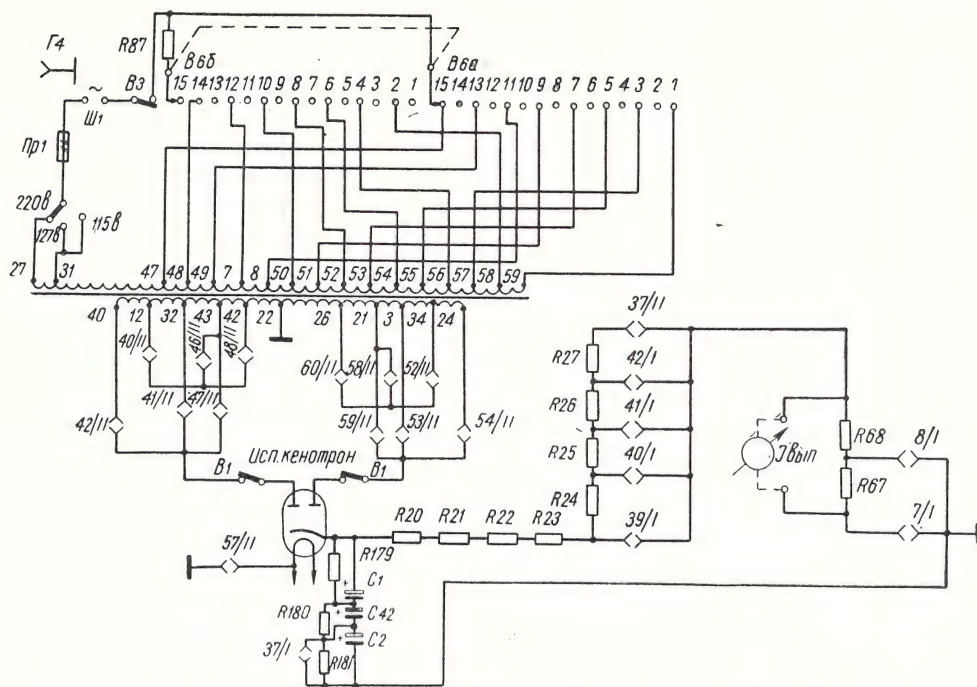 Г4
R87
В6б
В6а
В3
~
Ш1
Пр1
15 14 13 12 11 10 9 8 7 6 5 4 3 2 1
15 14 13 12 11 10 9 8 7 6 5 4 3 2 1
220в
127в
115в
27 31 47 48 49 7 8 50 51 52 53 54 55 56 57 58 59
40 12 32 43 42 22 26 21 3 34 24
40/II
46/II
48/II
60/II
58/II
52/II
42/II
41/II
47/II
59/II
53/II
54/II
В1
Исп. кенотрон
В1
57/II
37/II
R27
42/I
R26
41/I
R25
40/I
R24
39/I
R20 R21 R22 R23
Jвып
R68
8/I
R67
7/I
R179
+ C1
R180
+ C42
+ C2
37/I
R181